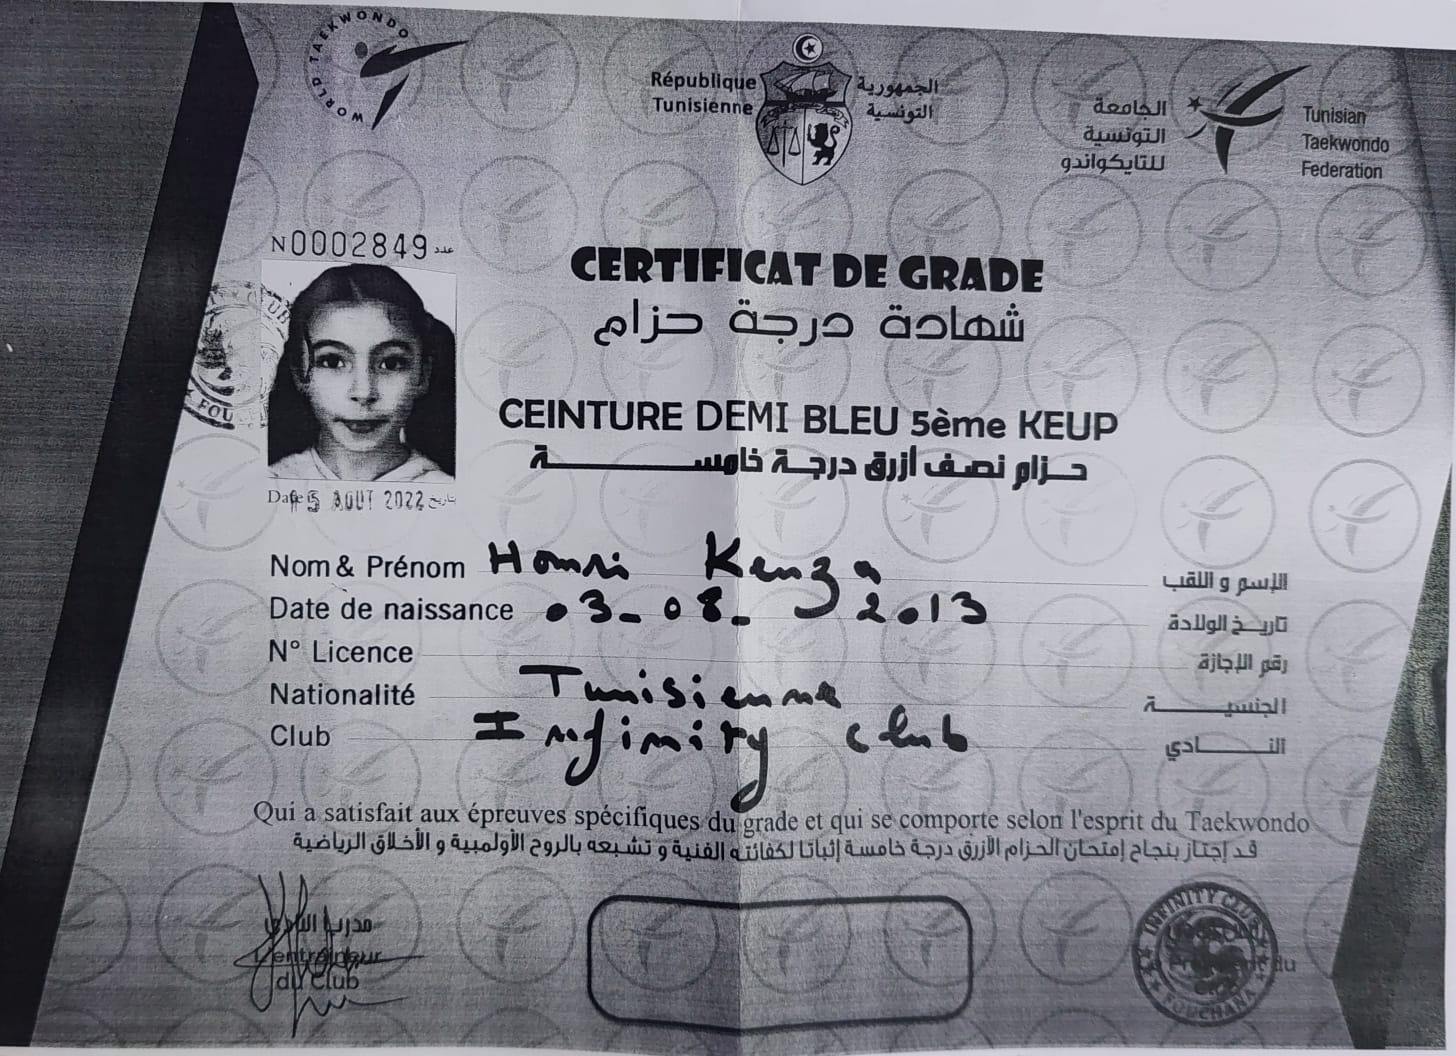 WORLD TAEKWONDO
République Tunisienne
الجمهورية التونسية
الجامعة التونسية للتايكواندو
Tunisian Taekwondo Federation
N0002849 عدد
CERTIFICAT DE GRADE
شهادة درجة حزام
CEINTURE DEMI BLEU 5ème KEUP
حزام نصف أزرق درجة خامسة
Date 5 AOUT 2022 تاريخ
Nom & Prénom Homri Kenza الإسم و اللقب
Date de naissance 03-08-2013 تاريخ الولادة
N° Licence رقم الإجازة
Nationalité Tunisienne الجنسية
Club Infinity club النادي
Qui a satisfait aux épreuves spécifiques du grade et qui se comporte selon l'esprit du Taekwondo
قد إجتاز بنجاح إمتحان الحزام الأزرق درجة خامسة إثباتا لكفائته الفنية و تشبعه بالروح الأولمبية و الأخلاق الرياضية
مدرب النادي
L'entraîneur
du Club
INFINITY CLUB
du
FOUCHANA